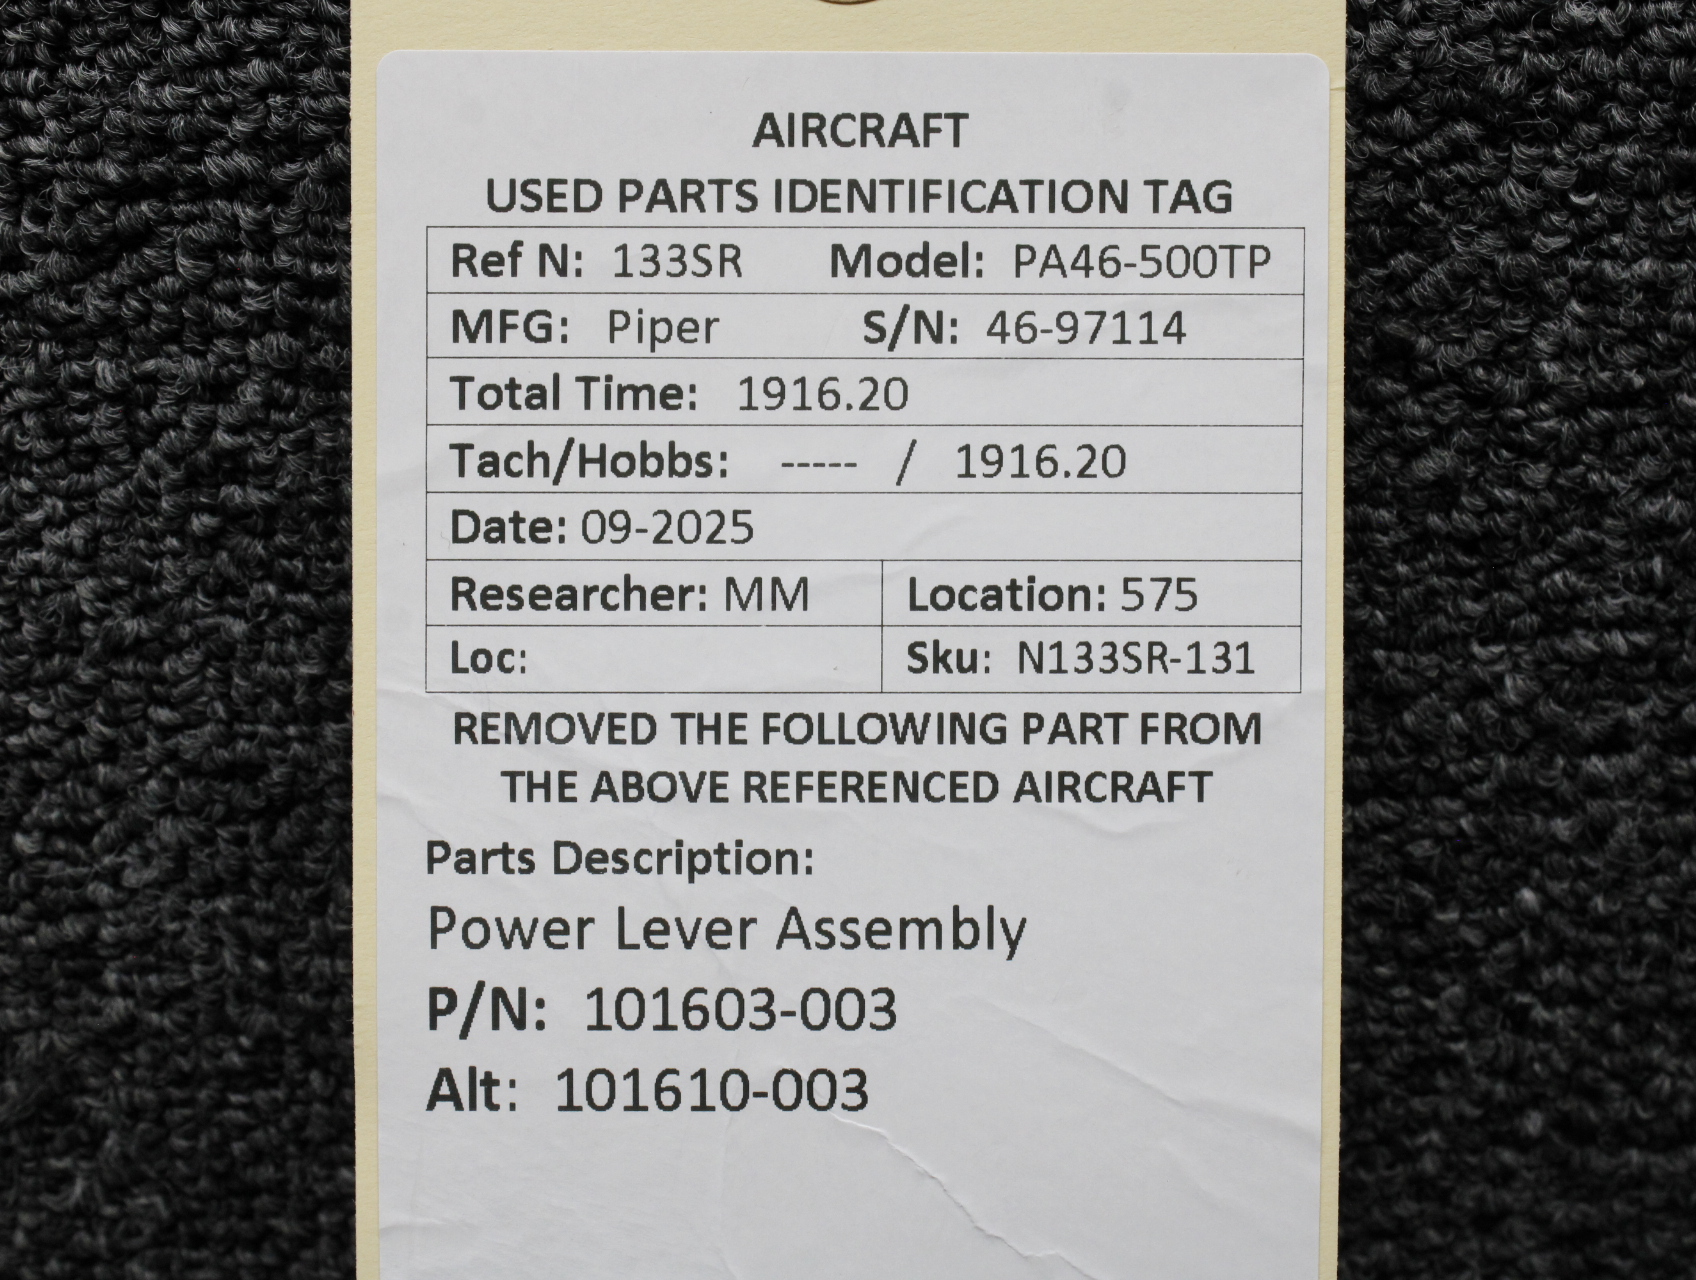 AIRCRAFT
USED PARTS IDENTIFICATION TAG
Ref N: 133SR Model: PA46-500TP
MFG: Piper S/N: 46-97114
Total Time: 1916.20
Tach/Hobbs: ----- / 1916.20
Date: 09-2025
Researcher: MM Location: 575
Loc: Sku: N133SR-131
REMOVED THE FOLLOWING PART FROM
THE ABOVE REFERENCED AIRCRAFT
Parts Description:
Power Lever Assembly
P/N: 101603-003
Alt: 101610-003